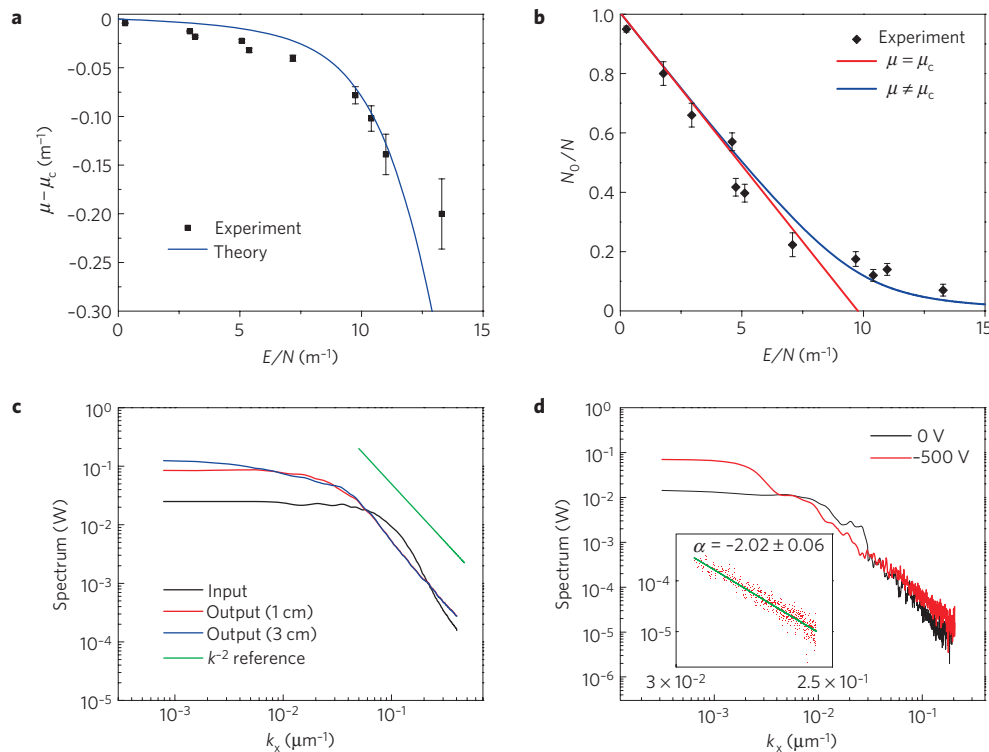 a
0
−0.05
−0.10
−0.15
−0.20
−0.25
−0.30
μ − μc (m⁻¹)
Experiment
Theory
0
5
10
15
E/N (m⁻¹)
b
1.0
0.8
0.6
0.4
0.2
0
N₀/N
Experiment
μ = μc
μ ≠ μc
0
5
10
15
E/N (m⁻¹)
c
10⁰
10⁻¹
10⁻²
10⁻³
10⁻⁴
10⁻⁵
Spectrum (W)
Input
Output (1 cm)
Output (3 cm)
k⁻² reference
10⁻³
10⁻²
10⁻¹
kₓ (μm⁻¹)
d
10⁰
10⁻¹
10⁻²
10⁻³
10⁻⁴
10⁻⁵
10⁻⁶
Spectrum (W)
0 V
−500 V
α = −2.02 ± 0.06
10⁻⁴
10⁻⁵
3 × 10⁻²
2.5 × 10⁻¹
10⁻³
10⁻²
10⁻¹
kₓ (μm⁻¹)